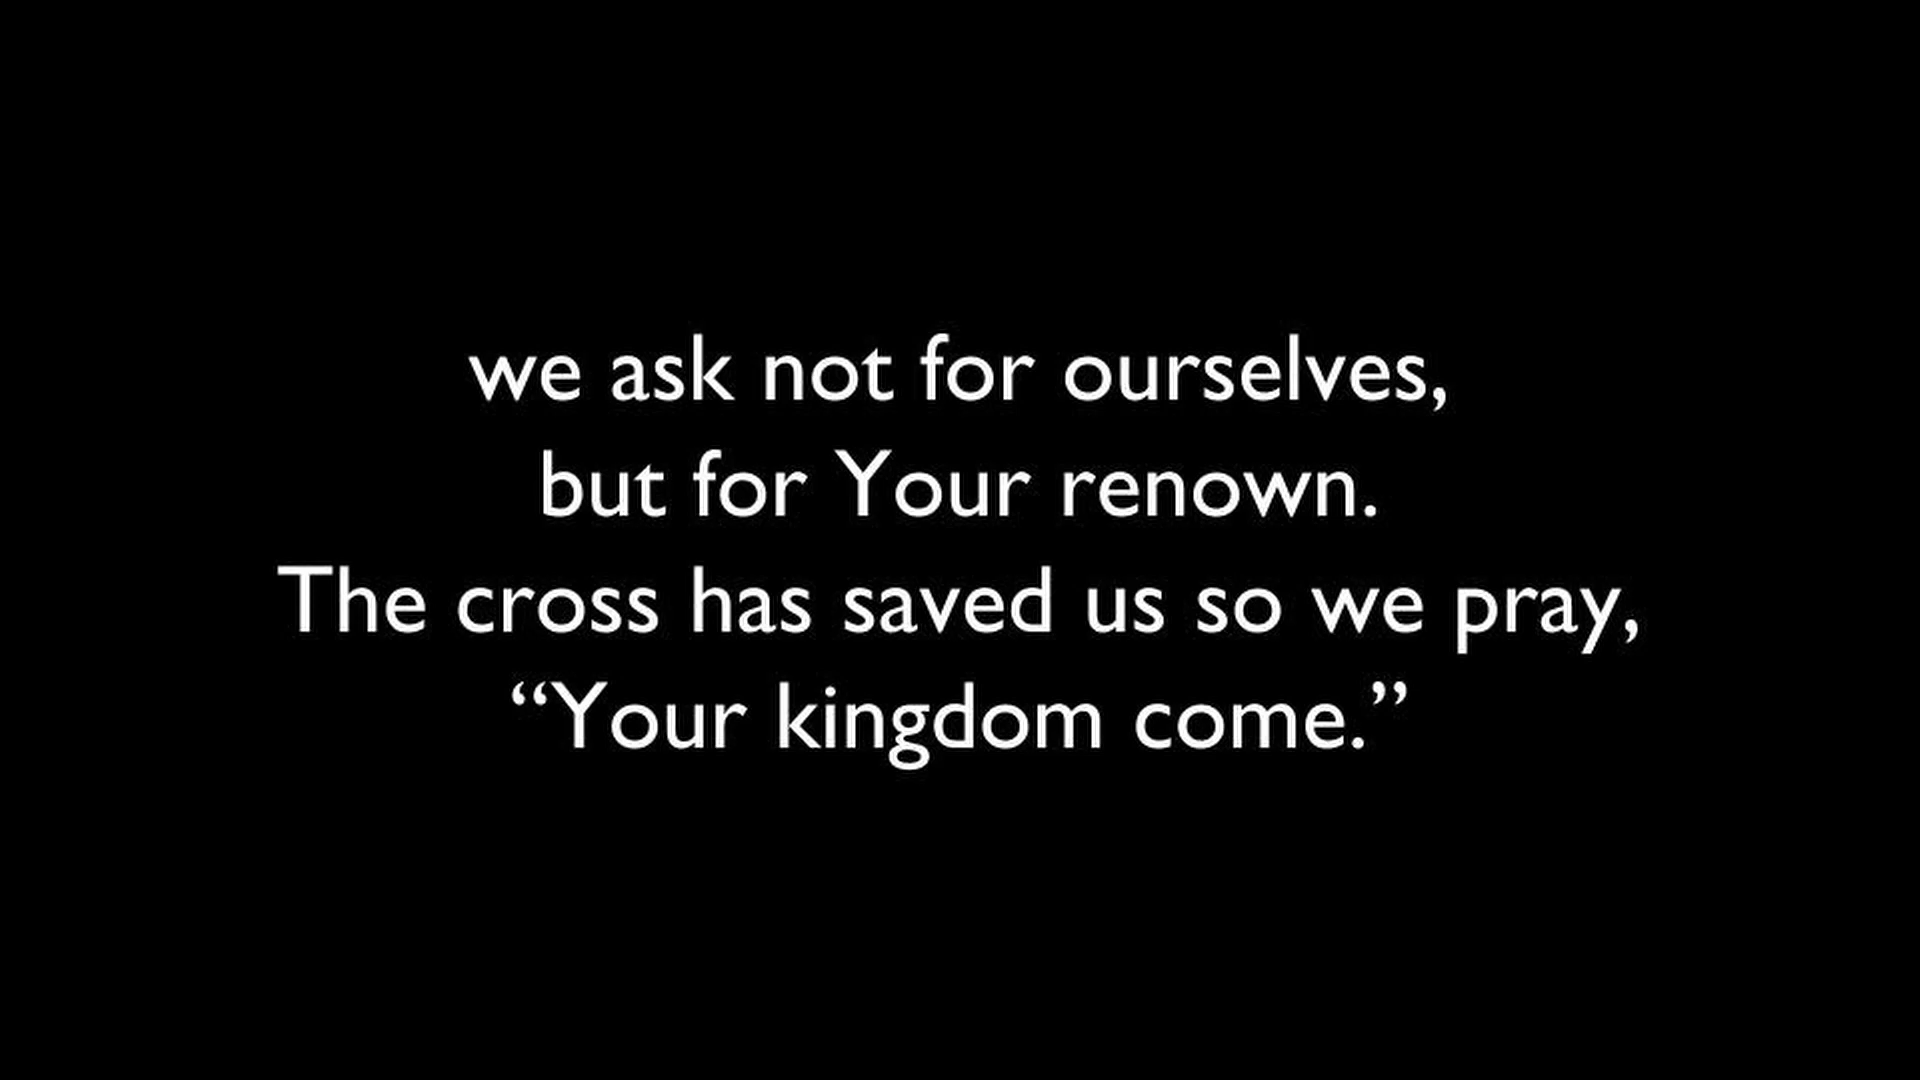 we ask not for ourselves,
but for Your renown.
The cross has saved us so we pray,
“Your kingdom come.”